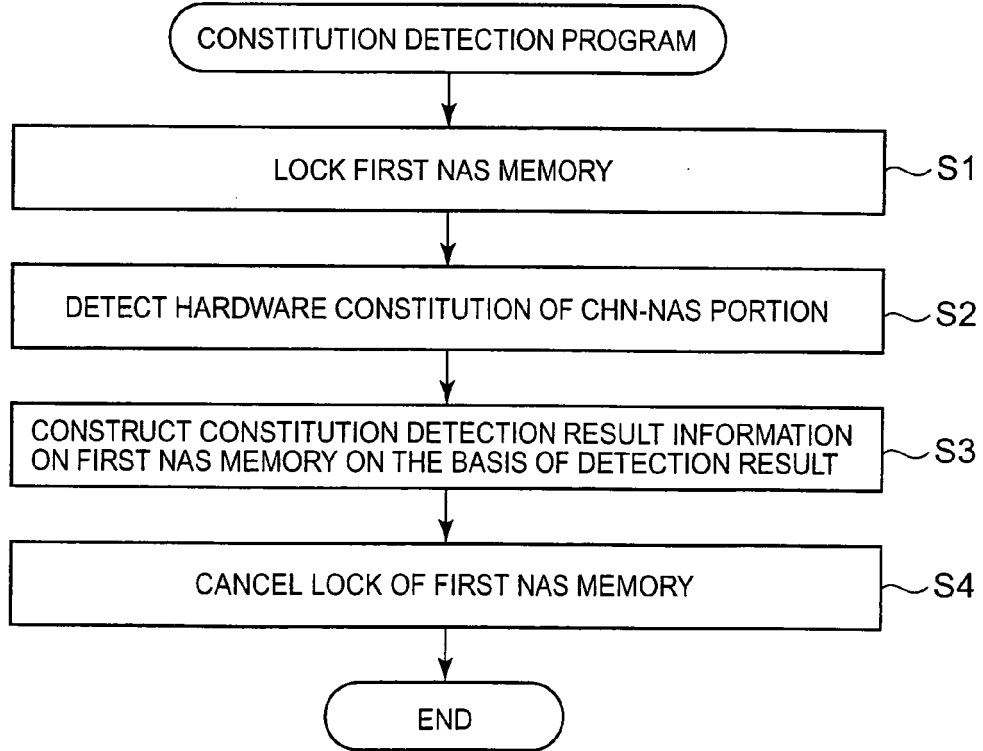 CONSTITUTION DETECTION PROGRAM
LOCK FIRST NAS MEMORY
S1
DETECT HARDWARE CONSTITUTION OF CHN-NAS PORTION
S2
CONSTRUCT CONSTITUTION DETECTION RESULT INFORMATION
ON FIRST NAS MEMORY ON THE BASIS OF DETECTION RESULT
S3
CANCEL LOCK OF FIRST NAS MEMORY
S4
END